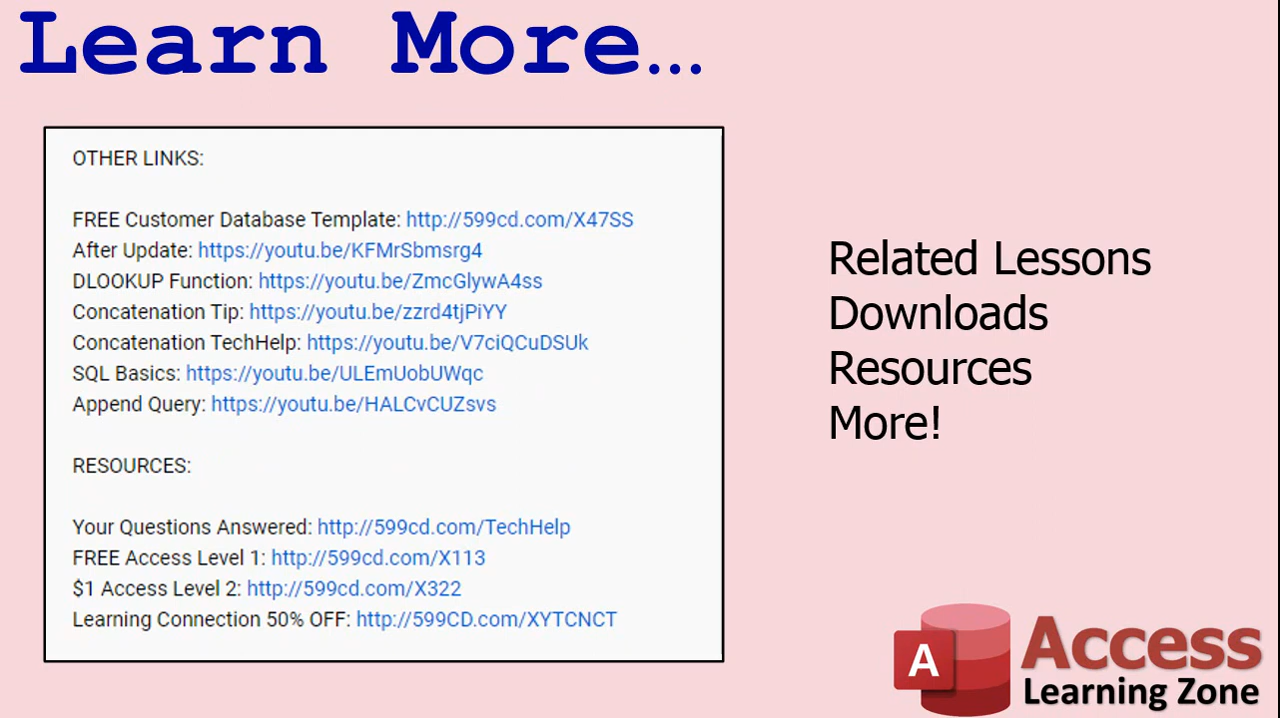 Learn More...
OTHER LINKS:
FREE Customer Database Template: http://599cd.com/X47SS
After Update: https://youtu.be/KFMrSbmsrg4
DLOOKUP Function: https://youtu.be/ZmcGlywA4ss
Concatenation Tip: https://youtu.be/zzrd4tjPiYY
Concatenation TechHelp: https://youtu.be/V7ciQCuDSUk
SQL Basics: https://youtu.be/ULEmUobUWqc
Append Query: https://youtu.be/HALCvCUZsvs
RESOURCES:
Your Questions Answered: http://599cd.com/TechHelp
FREE Access Level 1: http://599cd.com/X113
$1 Access Level 2: http://599cd.com/X322
Learning Connection 50% OFF: http://599CD.com/XYTCNCT
Related Lessons
Downloads
Resources
More!
A
Access
Learning Zone